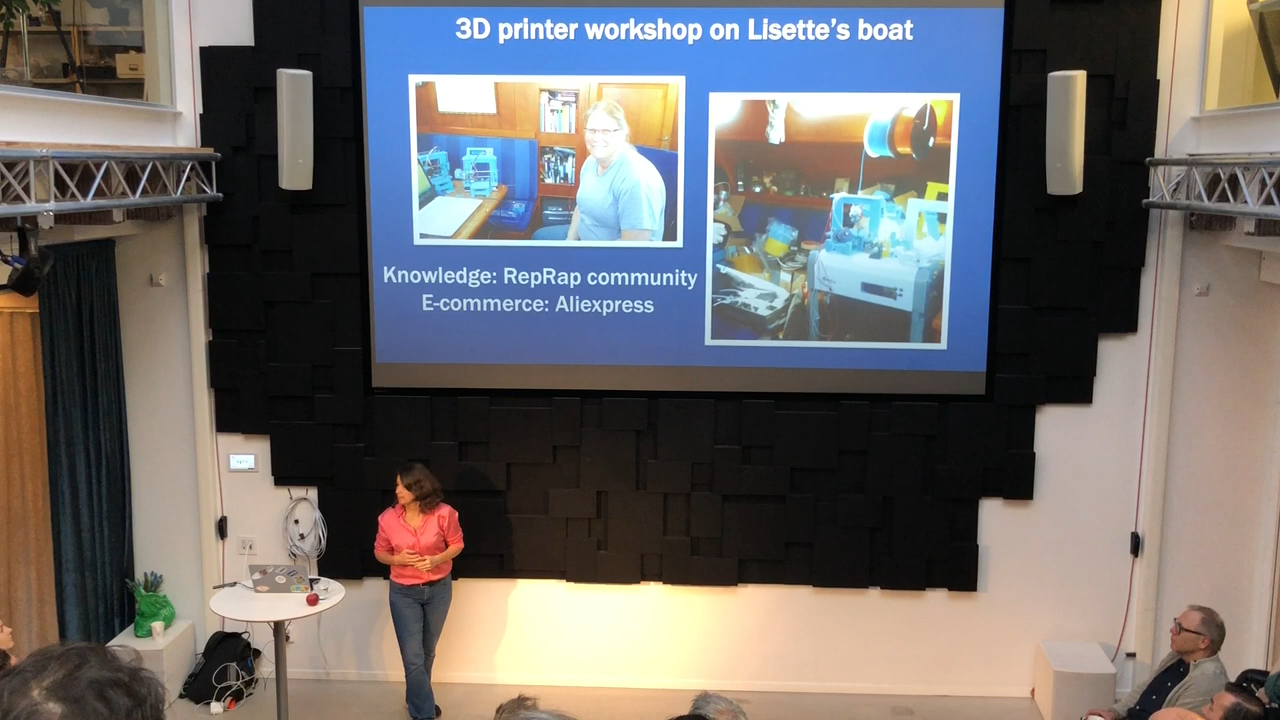 3D printer workshop on Lisette's boat
Knowledge: RepRap community
E-commerce: Aliexpress